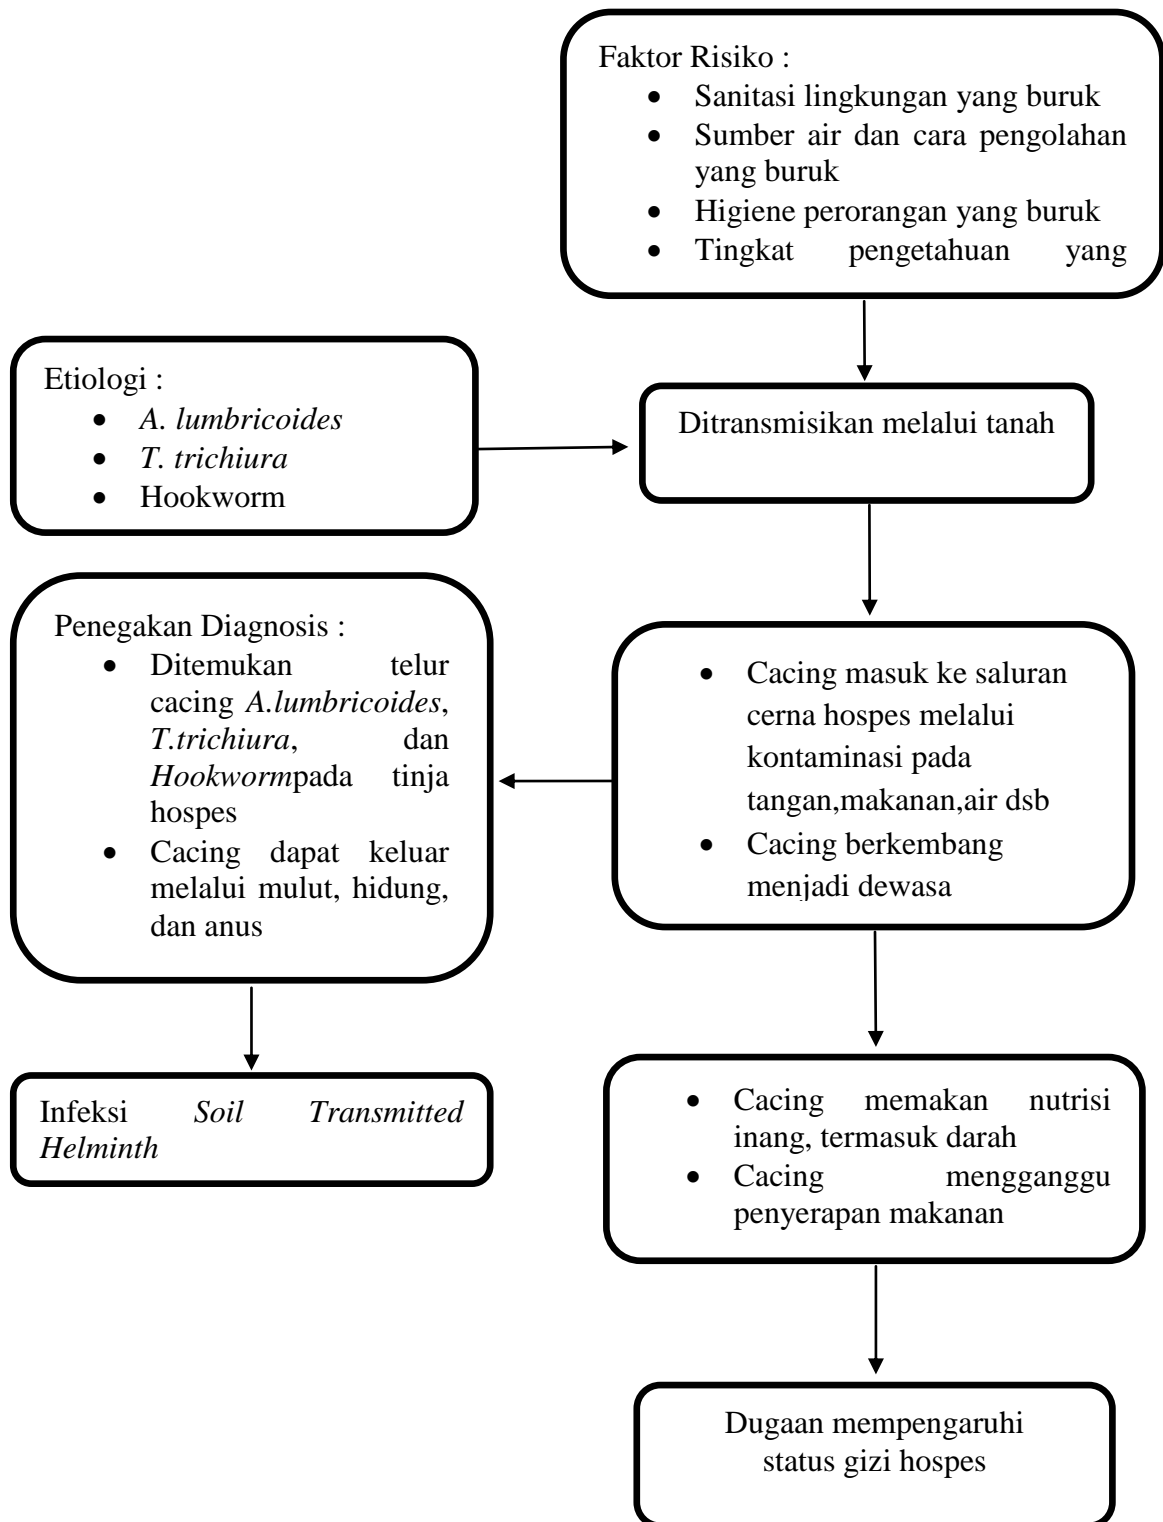 Faktor Risiko :
• Sanitasi lingkungan yang buruk
• Sumber air dan cara pengolahan
yang buruk
• Higiene perorangan yang buruk
• Tingkat pengetahuan yang
Etiologi :
• A. lumbricoides
• T. trichiura
• Hookworm
Ditransmisikan melalui tanah
Penegakan Diagnosis :
• Ditemukan telur
cacing A.lumbricoides,
T.trichiura, dan
Hookwormpada tinja
hospes
• Cacing dapat keluar
melalui mulut, hidung,
dan anus
• Cacing masuk ke saluran
cerna hospes melalui
kontaminasi pada
tangan,makanan,air dsb
• Cacing berkembang
menjadi dewasa
Infeksi Soil Transmitted
Helminth
• Cacing memakan nutrisi
inang, termasuk darah
• Cacing mengganggu
penyerapan makanan
Dugaan mempengaruhi
status gizi hospes